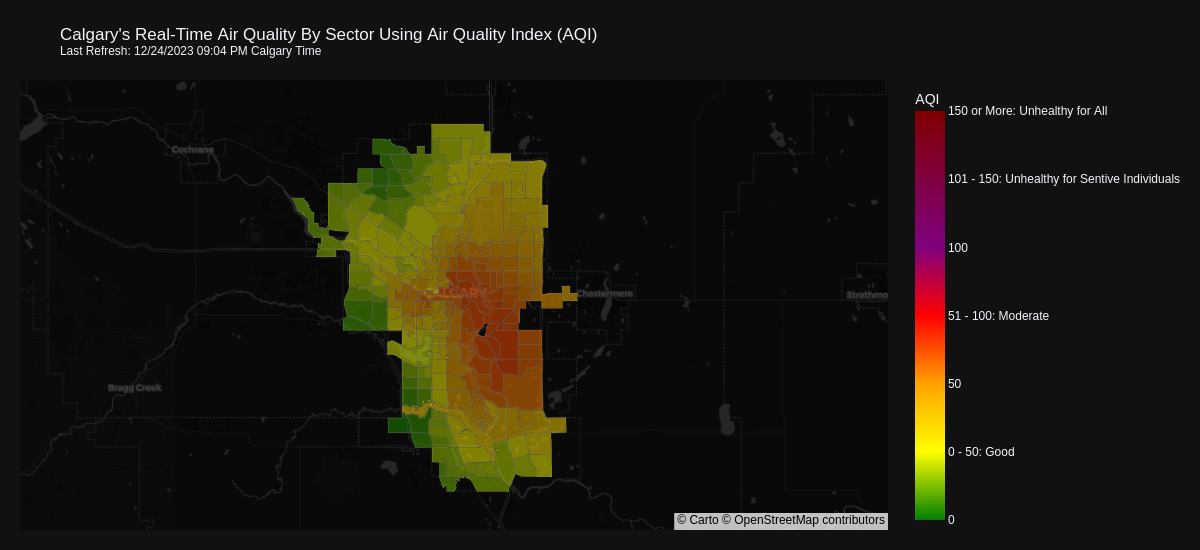 Calgary's Real-Time Air Quality By Sector Using Air Quality Index (AQI)
Last Refresh: 12/24/2023 09:04 PM Calgary Time
AQI
150 or More: Unhealthy for All
101 - 150: Unhealthy for Sentive Individuals
100
51 - 100: Moderate
50
0 - 50: Good
0
Cochrane
CALGARY
Chestermere
Strathmo
Bragg Creek
© Carto © OpenStreetMap contributors